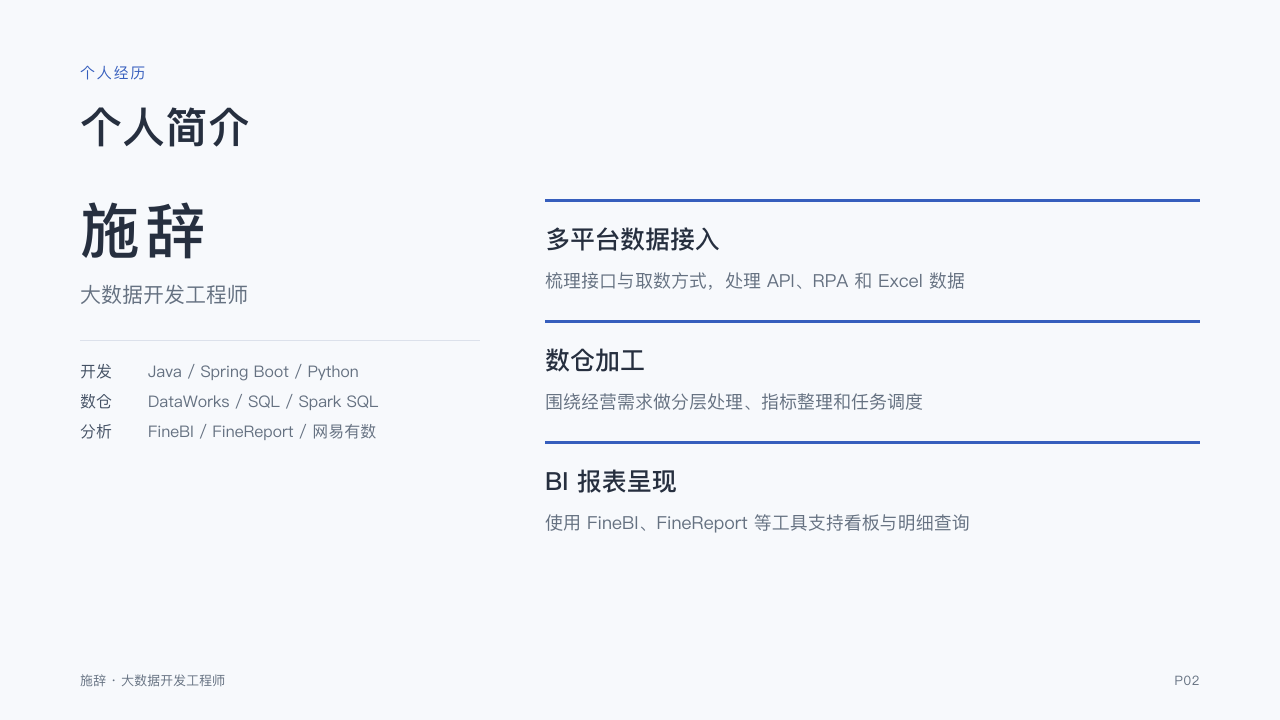 个人经历
个人简介
施辞
大数据开发工程师
开发 Java / Spring Boot / Python
数仓 DataWorks / SQL / Spark SQL
分析 FineBI / FineReport / 网易有数
多平台数据接入
梳理接口与取数方式，处理 API、RPA 和 Excel 数据
数仓加工
围绕经营需求做分层处理、指标整理和任务调度
BI 报表呈现
使用 FineBI、FineReport 等工具支持看板与明细查询
施辞 · 大数据开发工程师
P02